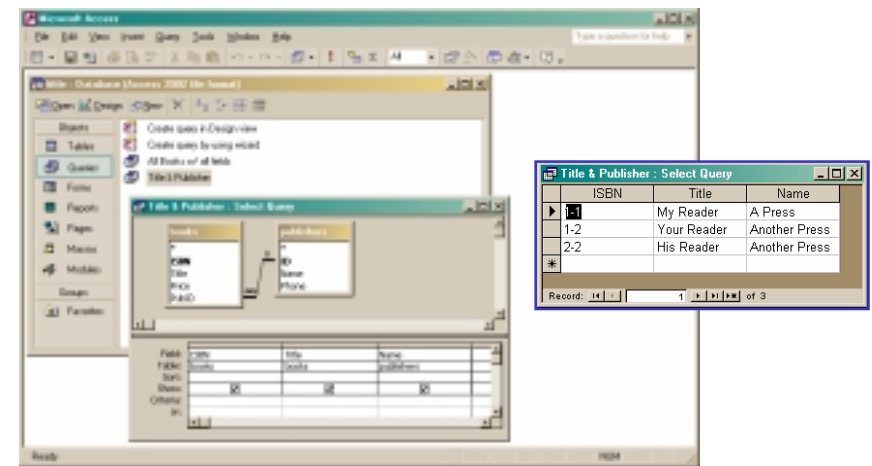 Microsoft Access
File Edit View Insert Query Tools Window Help
Type a question for help
All
title : Database (Access 2002 file format)
Open Design New
Objects
Tables
Queries
Forms
Reports
Pages
Macros
Modules
Groups
Favorites
Create query in Design view
Create query by using wizard
All Books w/ all fields
Title & Publisher
Title & Publisher : Select Query
books
*
ISBN
Title
Price
PubID
publishers
*
ID
Name
Phone
Field: ISBN Title Name
Table: books books publishers
Sort:
Show:
Criteria:
or:
Ready
NUM
Title & Publisher : Select Query
ISBN Title Name
1-1 My Reader A Press
1-2 Your Reader Another Press
2-2 His Reader Another Press
Record: 1 of 3